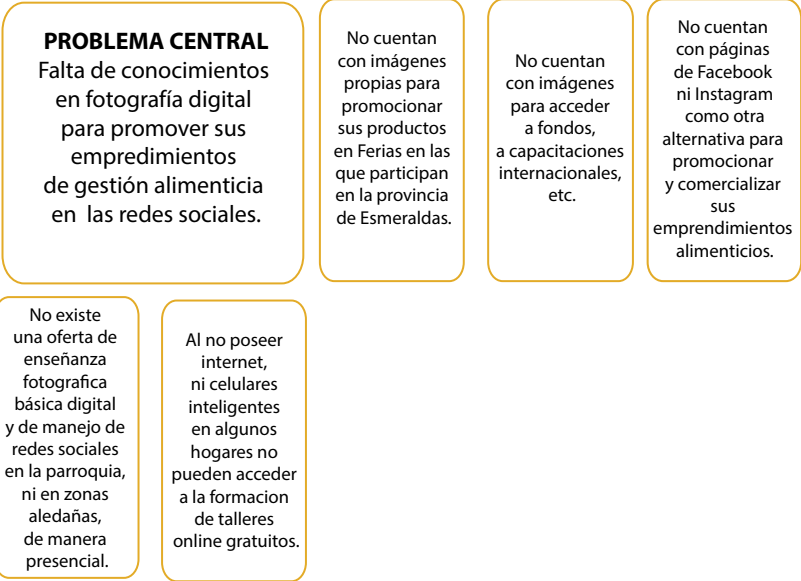 PROBLEMA CENTRAL
Falta de conocimientos
en fotografía digital
para promover sus
empredimientos
de gestión alimenticia
en las redes sociales.
No cuentan
con imágenes
propias para
promocionar
sus productos
en Ferias en las
que participan
en la provincia
de Esmeraldas.
No cuentan
con imágenes
para acceder
a fondos,
a capacitaciones
internacionales,
etc.
No cuentan
con páginas
de Facebook
ni Instagram
como otra
alternativa para
promocionar
y comercializar
sus
emprendimientos
alimenticios.
No existe
una oferta de
enseñanza
fotografica
básica digital
y de manejo de
redes sociales
en la parroquia,
ni en zonas
aledañas,
de manera
presencial.
Al no poseer
internet,
ni celulares
inteligentes
en algunos
hogares no
pueden acceder
a la formacion
de talleres
online gratuitos.